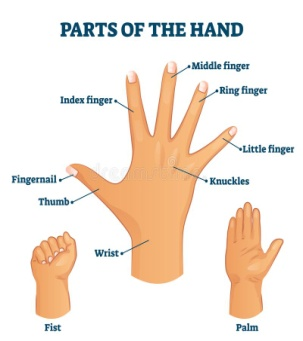 PARTS OF THE HAND
Middle finger
Ring finger
Index finger
Little finger
Fingernail
Knuckles
Thumb
Wrist
Fist
Palm